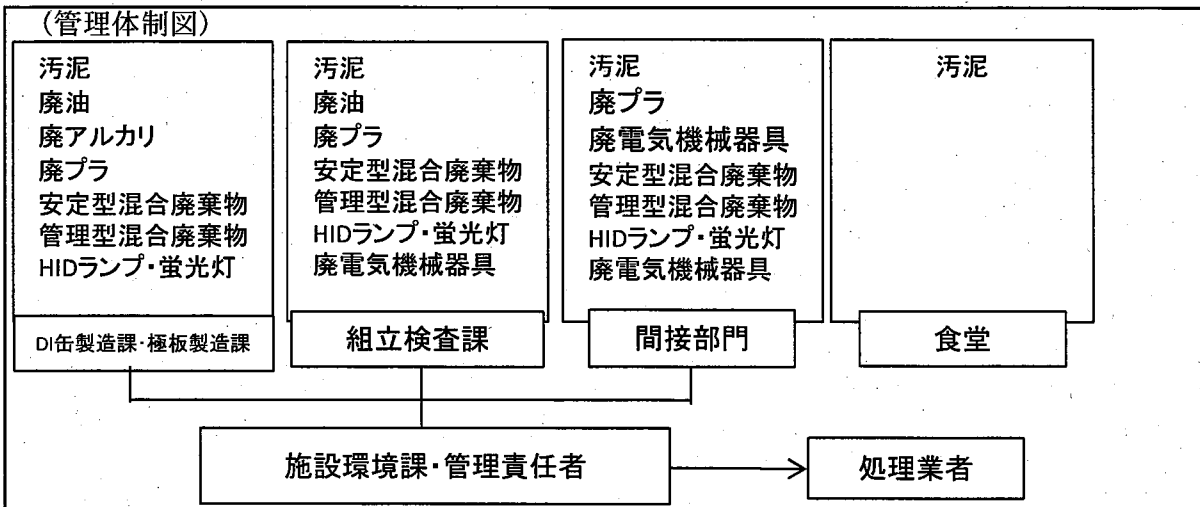 (管理体制図)
汚泥
廃油
廃アルカリ
廃プラ
安定型混合廃棄物
管理型混合廃棄物
HIDランプ・蛍光灯
DI缶製造課・極板製造課
汚泥
廃油
廃プラ
安定型混合廃棄物
管理型混合廃棄物
HIDランプ・蛍光灯
廃電気機械器具
組立検査課
汚泥
廃プラ
廃電気機械器具
安定型混合廃棄物
管理型混合廃棄物
HIDランプ・蛍光灯
廃電気機械器具
間接部門
汚泥
食堂
施設環境課・管理責任者
処理業者